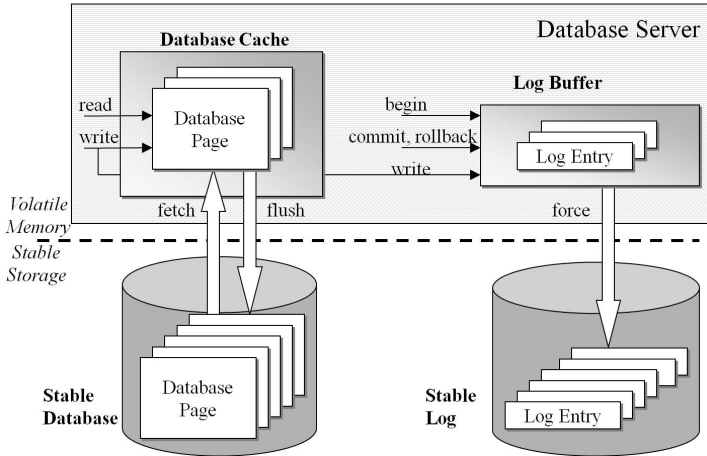 Database Server
Database Cache
Log Buffer
read
write
Database
Page
begin
commit, rollback
write
Log Entry
Volatile
Memory
fetch
flush
force
Stable
Storage
Stable
Database
Database
Page
Stable
Log
Log Entry